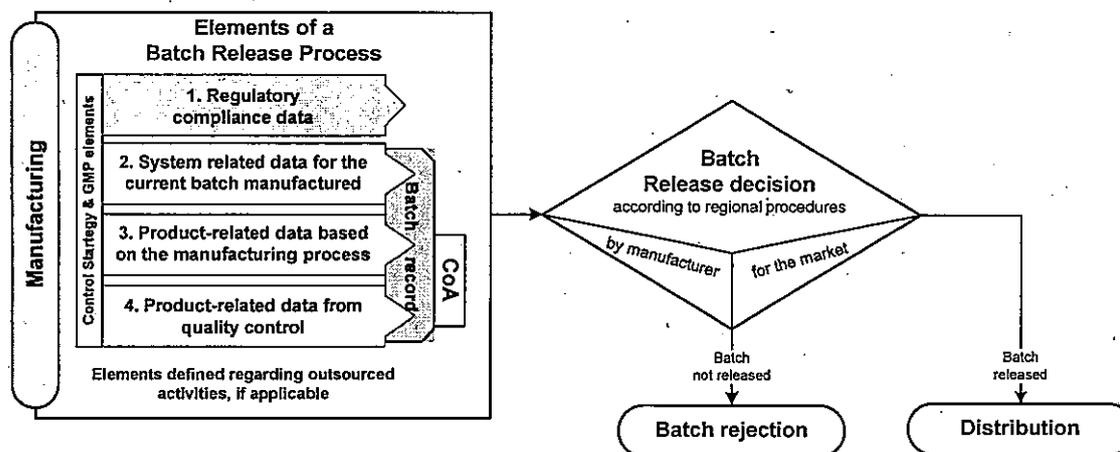 Manufacturing
Elements of a
Batch Release Process
Control Startegy & GMP elements
1. Regulatory
compliance data
2. System related data for the
current batch manufactured
3. Product-related data based
on the manufacturing process
4. Product-related data from
quality control
Batch record
CoA
Elements defined regarding outsourced
activities, if applicable
Batch
Release decision
according to regional procedures
by manufacturer
for the market
Batch
not released
Batch
released
Batch rejection
Distribution